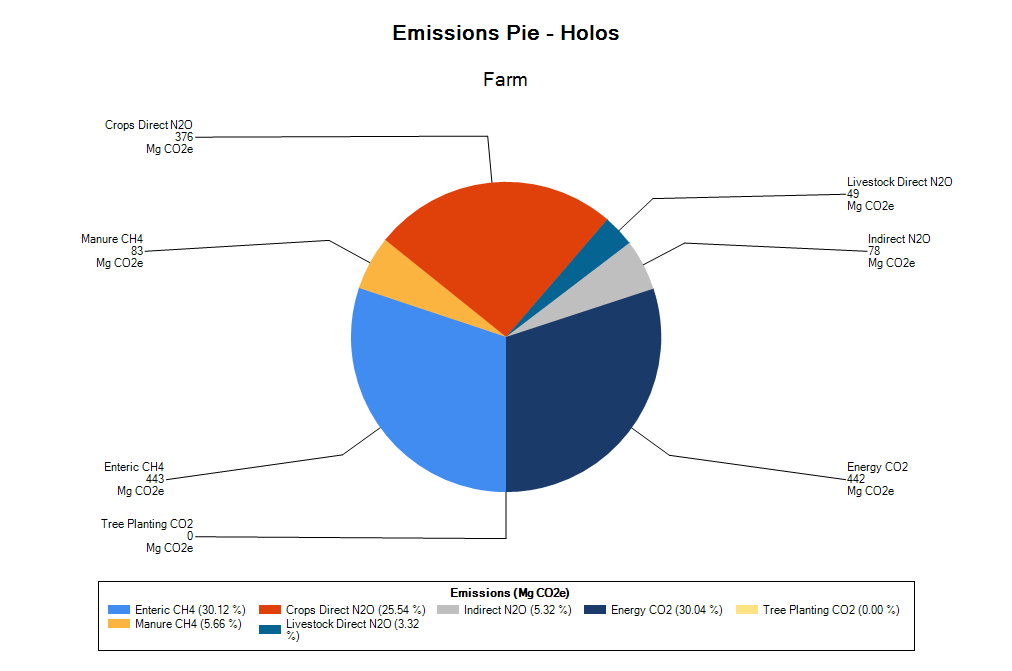 Emissions Pie - Holos
Farm
Crops Direct N2O
376
Mg CO2e
Livestock Direct N2O
49
Mg CO2e
Manure CH4
83
Mg CO2e
Indirect N2O
78
Mg CO2e
Enteric CH4
443
Mg CO2e
Energy CO2
442
Mg CO2e
Tree Planting CO2
0
Mg CO2e
Emissions (Mg CO2e)
Enteric CH4 (30.12 %)
Crops Direct N2O (25.54 %)
Indirect N2O (5.32 %)
Energy CO2 (30.04 %)
Tree Planting CO2 (0.00 %)
Manure CH4 (5.66 %)
Livestock Direct N2O (3.32
%)